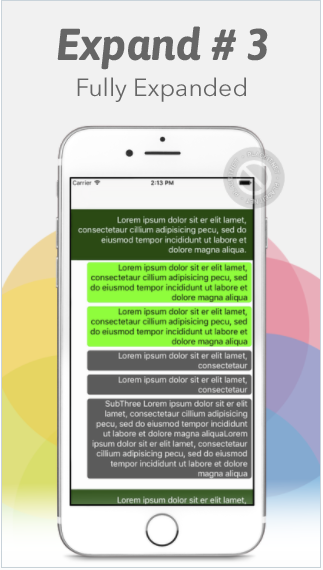 Expand # 3
Fully Expanded
Carrier
2:13 PM
Lorem ipsum dolor sit er elit lamet,
consectetaur cillium adipisicing pecu, sed do
eiusmod tempor incididunt ut labore et
dolore magna aliqua.
Lorem ipsum dolor sit er elit lamet,
consectetaur cillium adipisicing pecu, sed
do eiusmod tempor incididunt ut labore et
dolore magna aliqua
Lorem ipsum dolor sit er elit lamet,
consectetaur cillium adipisicing pecu, sed
do eiusmod tempor incididunt ut labore et
dolore magna aliqua
Lorem ipsum dolor sit er elit lamet,
consectetaur
Lorem ipsum dolor sit er elit lamet,
consectetaur
SubThree Lorem ipsum dolor sit er elit
lamet, consectetaur cillium adipisicing
pecu, sed do eiusmod tempor incididunt
ut labore et dolore magna aliquaLorem
ipsum dolor sit er elit lamet, consectetaur
cillium adipisicing pecu, sed do eiusmod
tempor incididunt ut labore et dolore
magna aliqua
Lorem ipsum dolor sit er elit lamet,